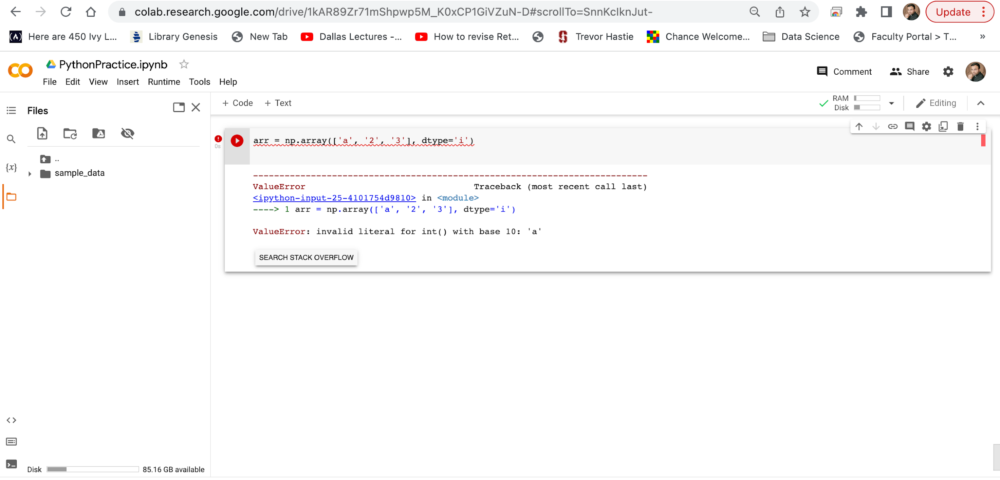 colab.research.google.com/drive/1kAR89Zr71mShpwp5M_K0xCP1GiVZuN-D#scrollTo=SnnKcIknJut-
Update
Here are 450 Ivy L...
Library Genesis
New Tab
Dallas Lectures -...
How to revise Ret...
Trevor Hastie
Chance Welcome...
Data Science
Faculty Portal > T...
»
PythonPractice.ipynb
File Edit View Insert Runtime Tools Help
Comment
Share
Files
+ Code + Text
RAM
Disk
Editing
..
sample_data
{x}
0s
arr = np.array(['a', '2', '3'], dtype='i')
---------------------------------------------------------------------------
ValueError Traceback (most recent call last)
<ipython-input-25-4101754d9810> in <module>
----> 1 arr = np.array(['a', '2', '3'], dtype='i')
ValueError: invalid literal for int() with base 10: 'a'
SEARCH STACK OVERFLOW
Disk 85.16 GB available